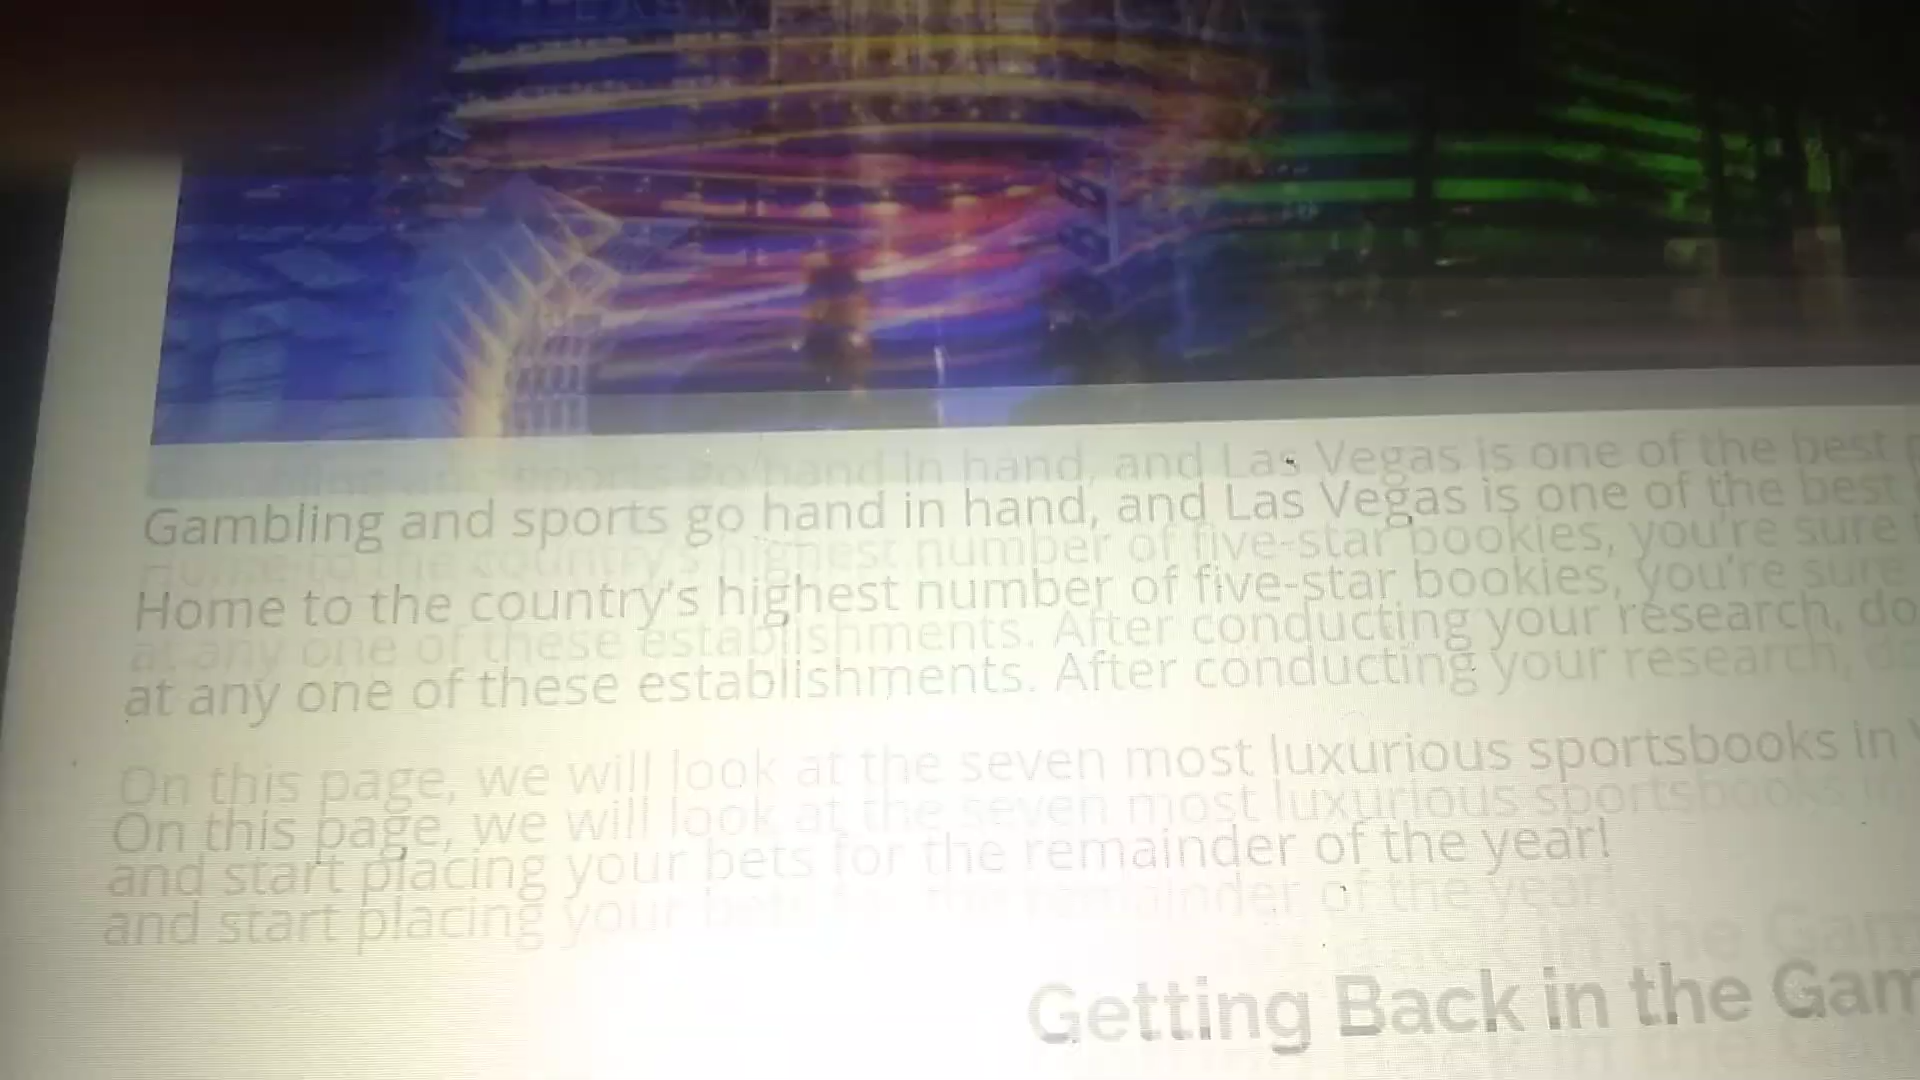 Gambling and sports go hand in hand, and Las Vegas is one of the best
Home to the country's highest number of five-star bookies, you're sure
at any one of these establishments. After conducting your research, do
On this page, we will look at the seven most luxurious sportsbooks in
and start placing your bets for the remainder of the year!
Getting Back in the Gam